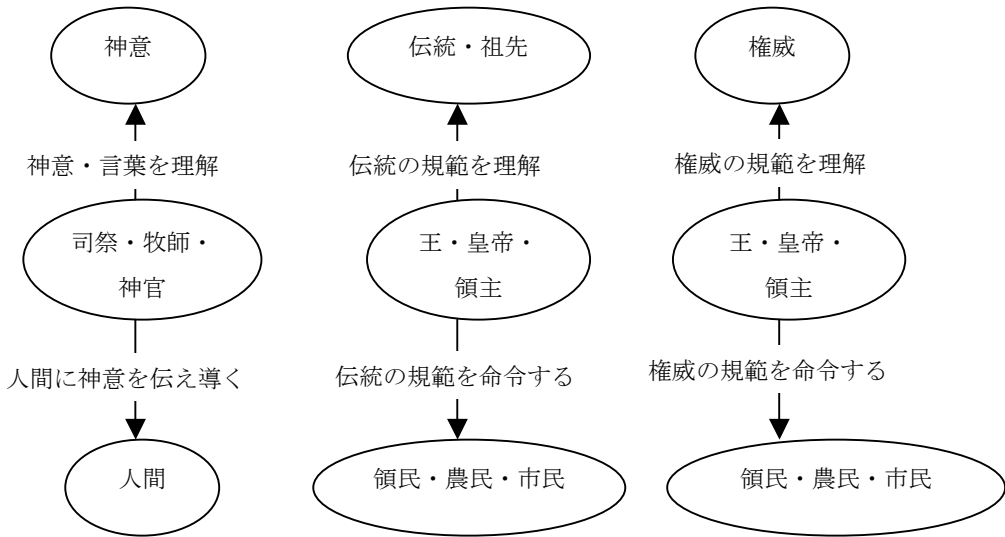 神意
神意・言葉を理解
司祭・牧師・
神官
人間に神意を伝え導く
人間
伝統・祖先
伝統の規範を理解
王・皇帝・
領主
伝統の規範を命令する
領民・農民・市民
権威
権威の規範を理解
王・皇帝・
領主
権威の規範を命令する
領民・農民・市民